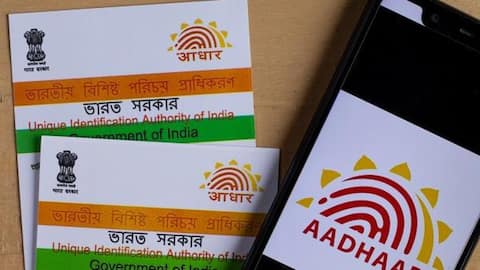 आधार
ভারতীয় বিশিষ্ট পরিচয় প্রাধিকরণ
ভারত সরকার
Unique Identification Authority of India
Government of India
आधार
ভারতীয় বিশিষ্ট পরিচয় প্রাধিকরণ
ভারত সরকার
Unique Identification Authority of India
Government of India
AADHAA